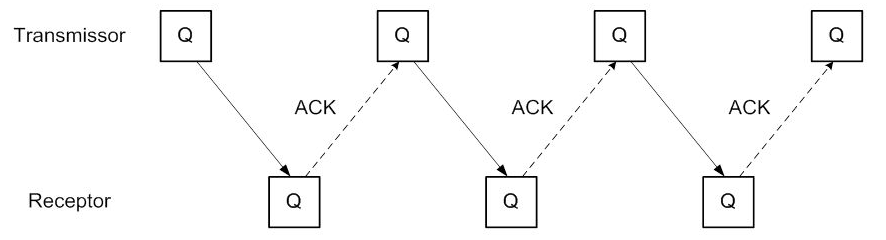 Transmissor Q Q Q Q
ACK ACK ACK
Receptor Q Q Q